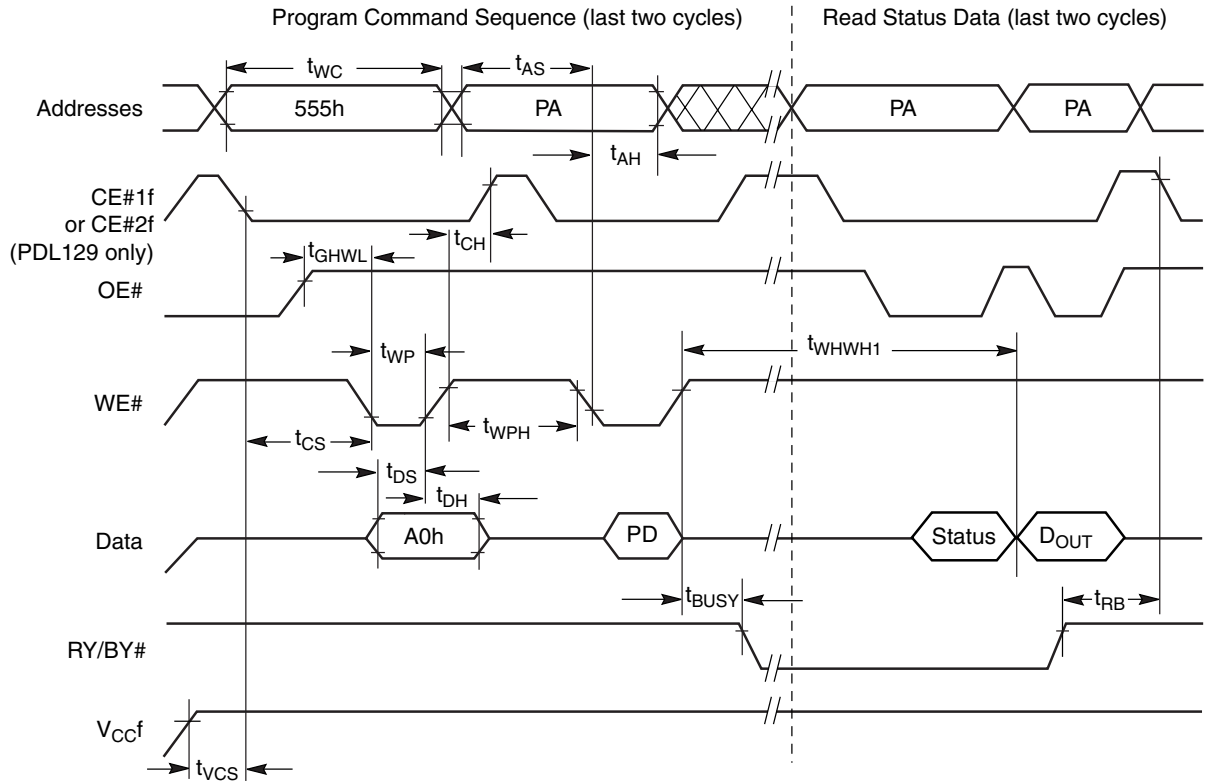 Program Command Sequence (last two cycles)
Read Status Data (last two cycles)
tWC
tAS
Addresses
555h
PA
PA
PA
tAH
CE#1f
or CE#2f
(PDL129 only)
tCH
tGHWL
OE#
tWP
tWHWH1
WE#
tCS
tWPH
tDS
tDH
Data
A0h
PD
Status
DOUT
tBUSY
tRB
RY/BY#
VCCf
tVCS